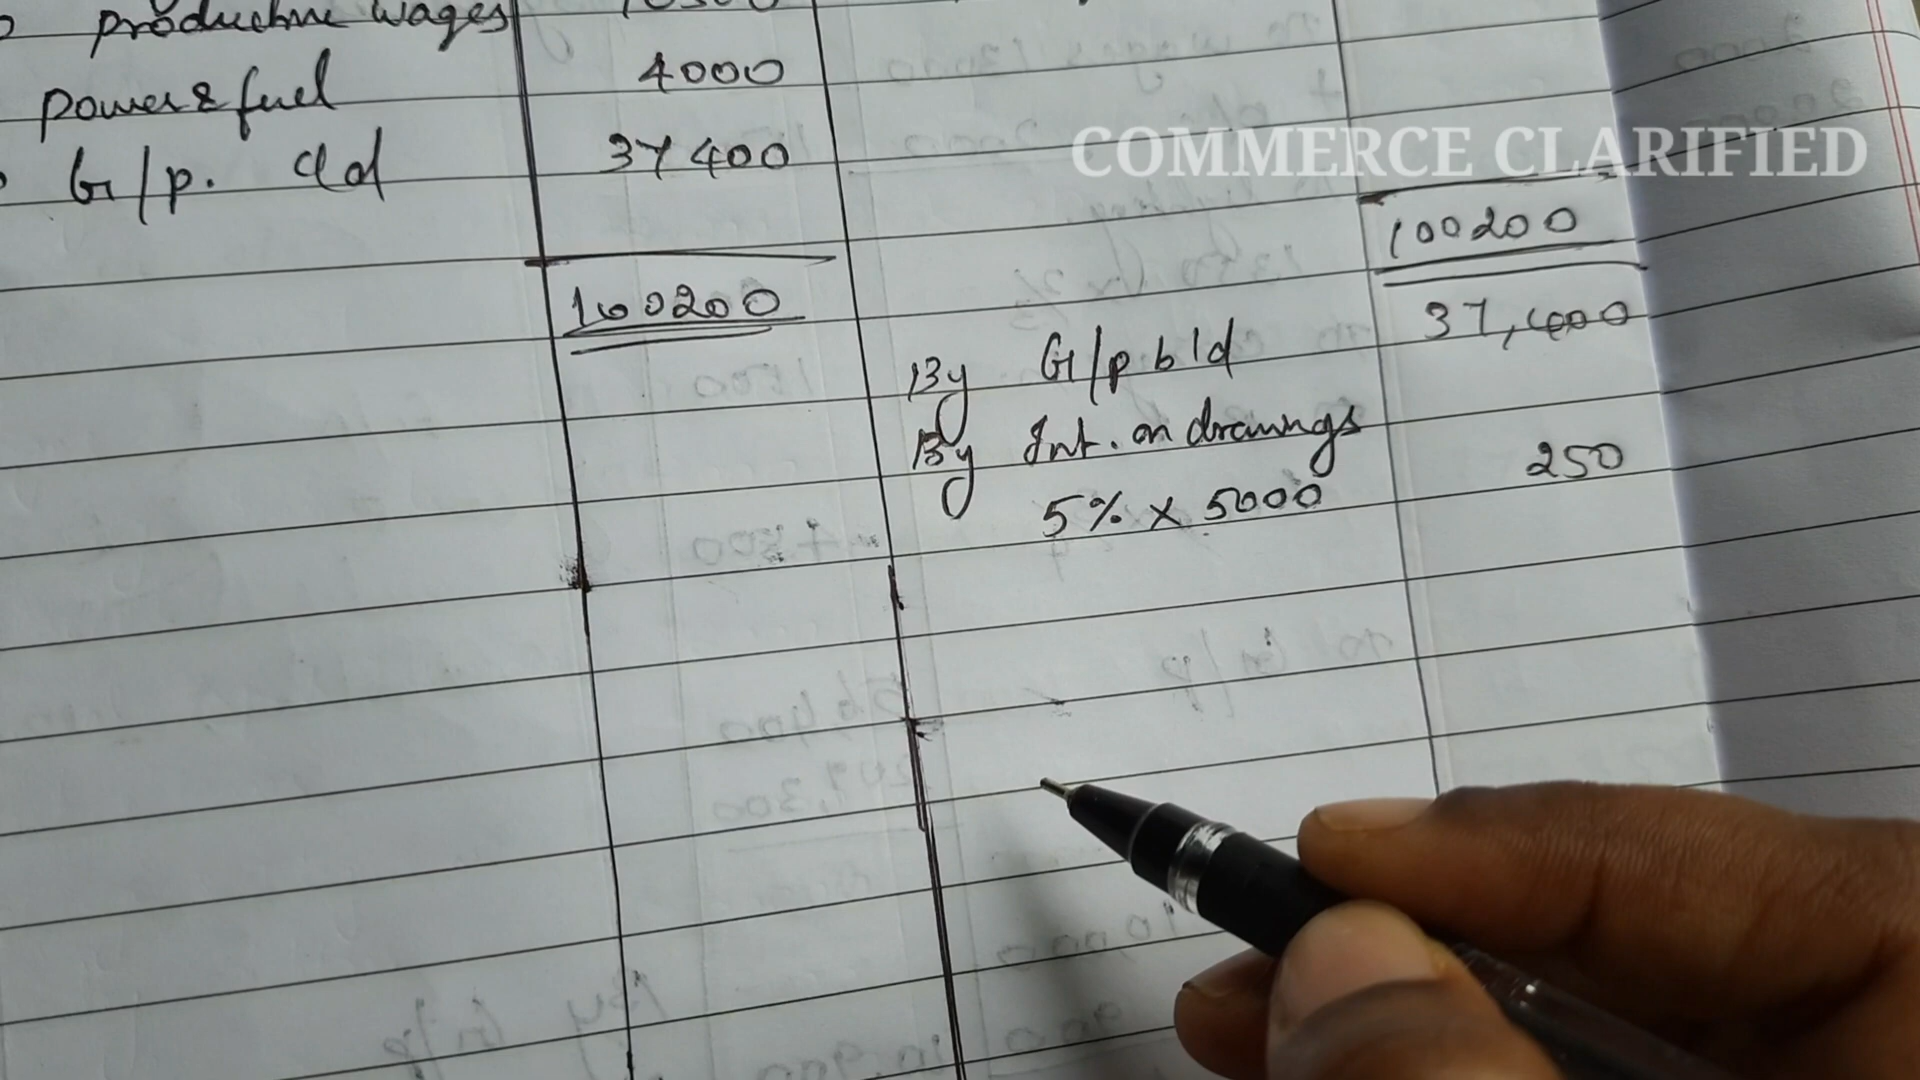 productive wages
power & fuel 4000
G/p. c/d 37400
COMMERCE CLARIFIED
100200
100200
By G/p b/d 37,400
By Int. on drawings
5% × 5000 250